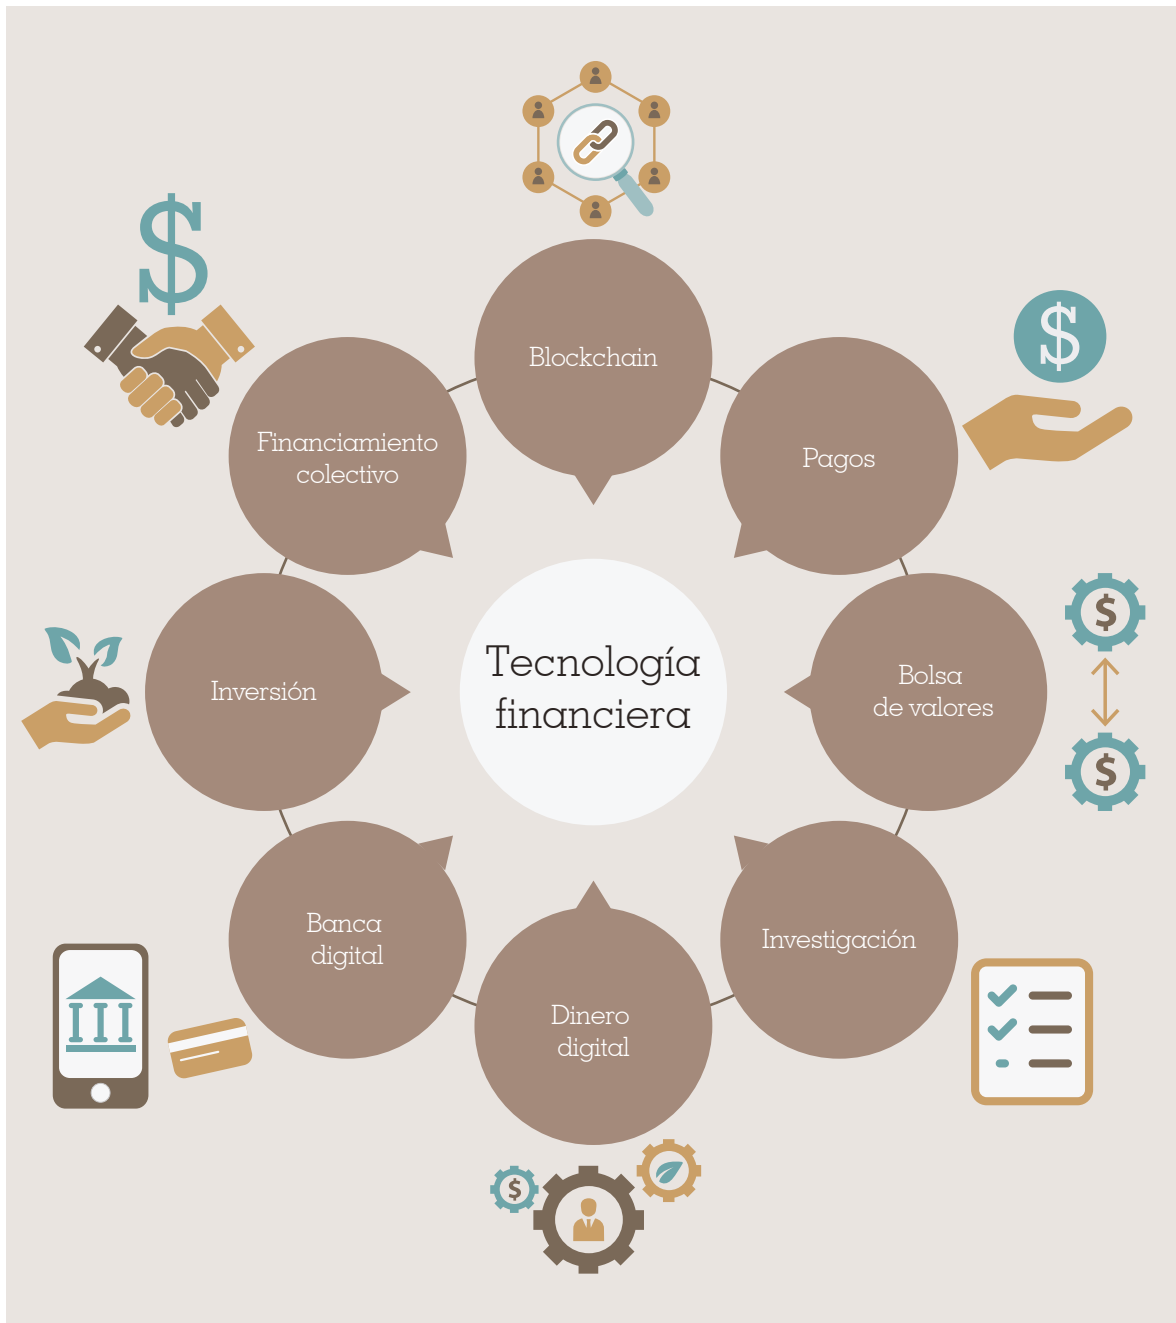 Blockchain
Financiamiento
colectivo
Pagos
Tecnología
financiera
Inversión
Bolsa
de valores
Banca
digital
Investigación
Dinero
digital
$
$
$
$
$